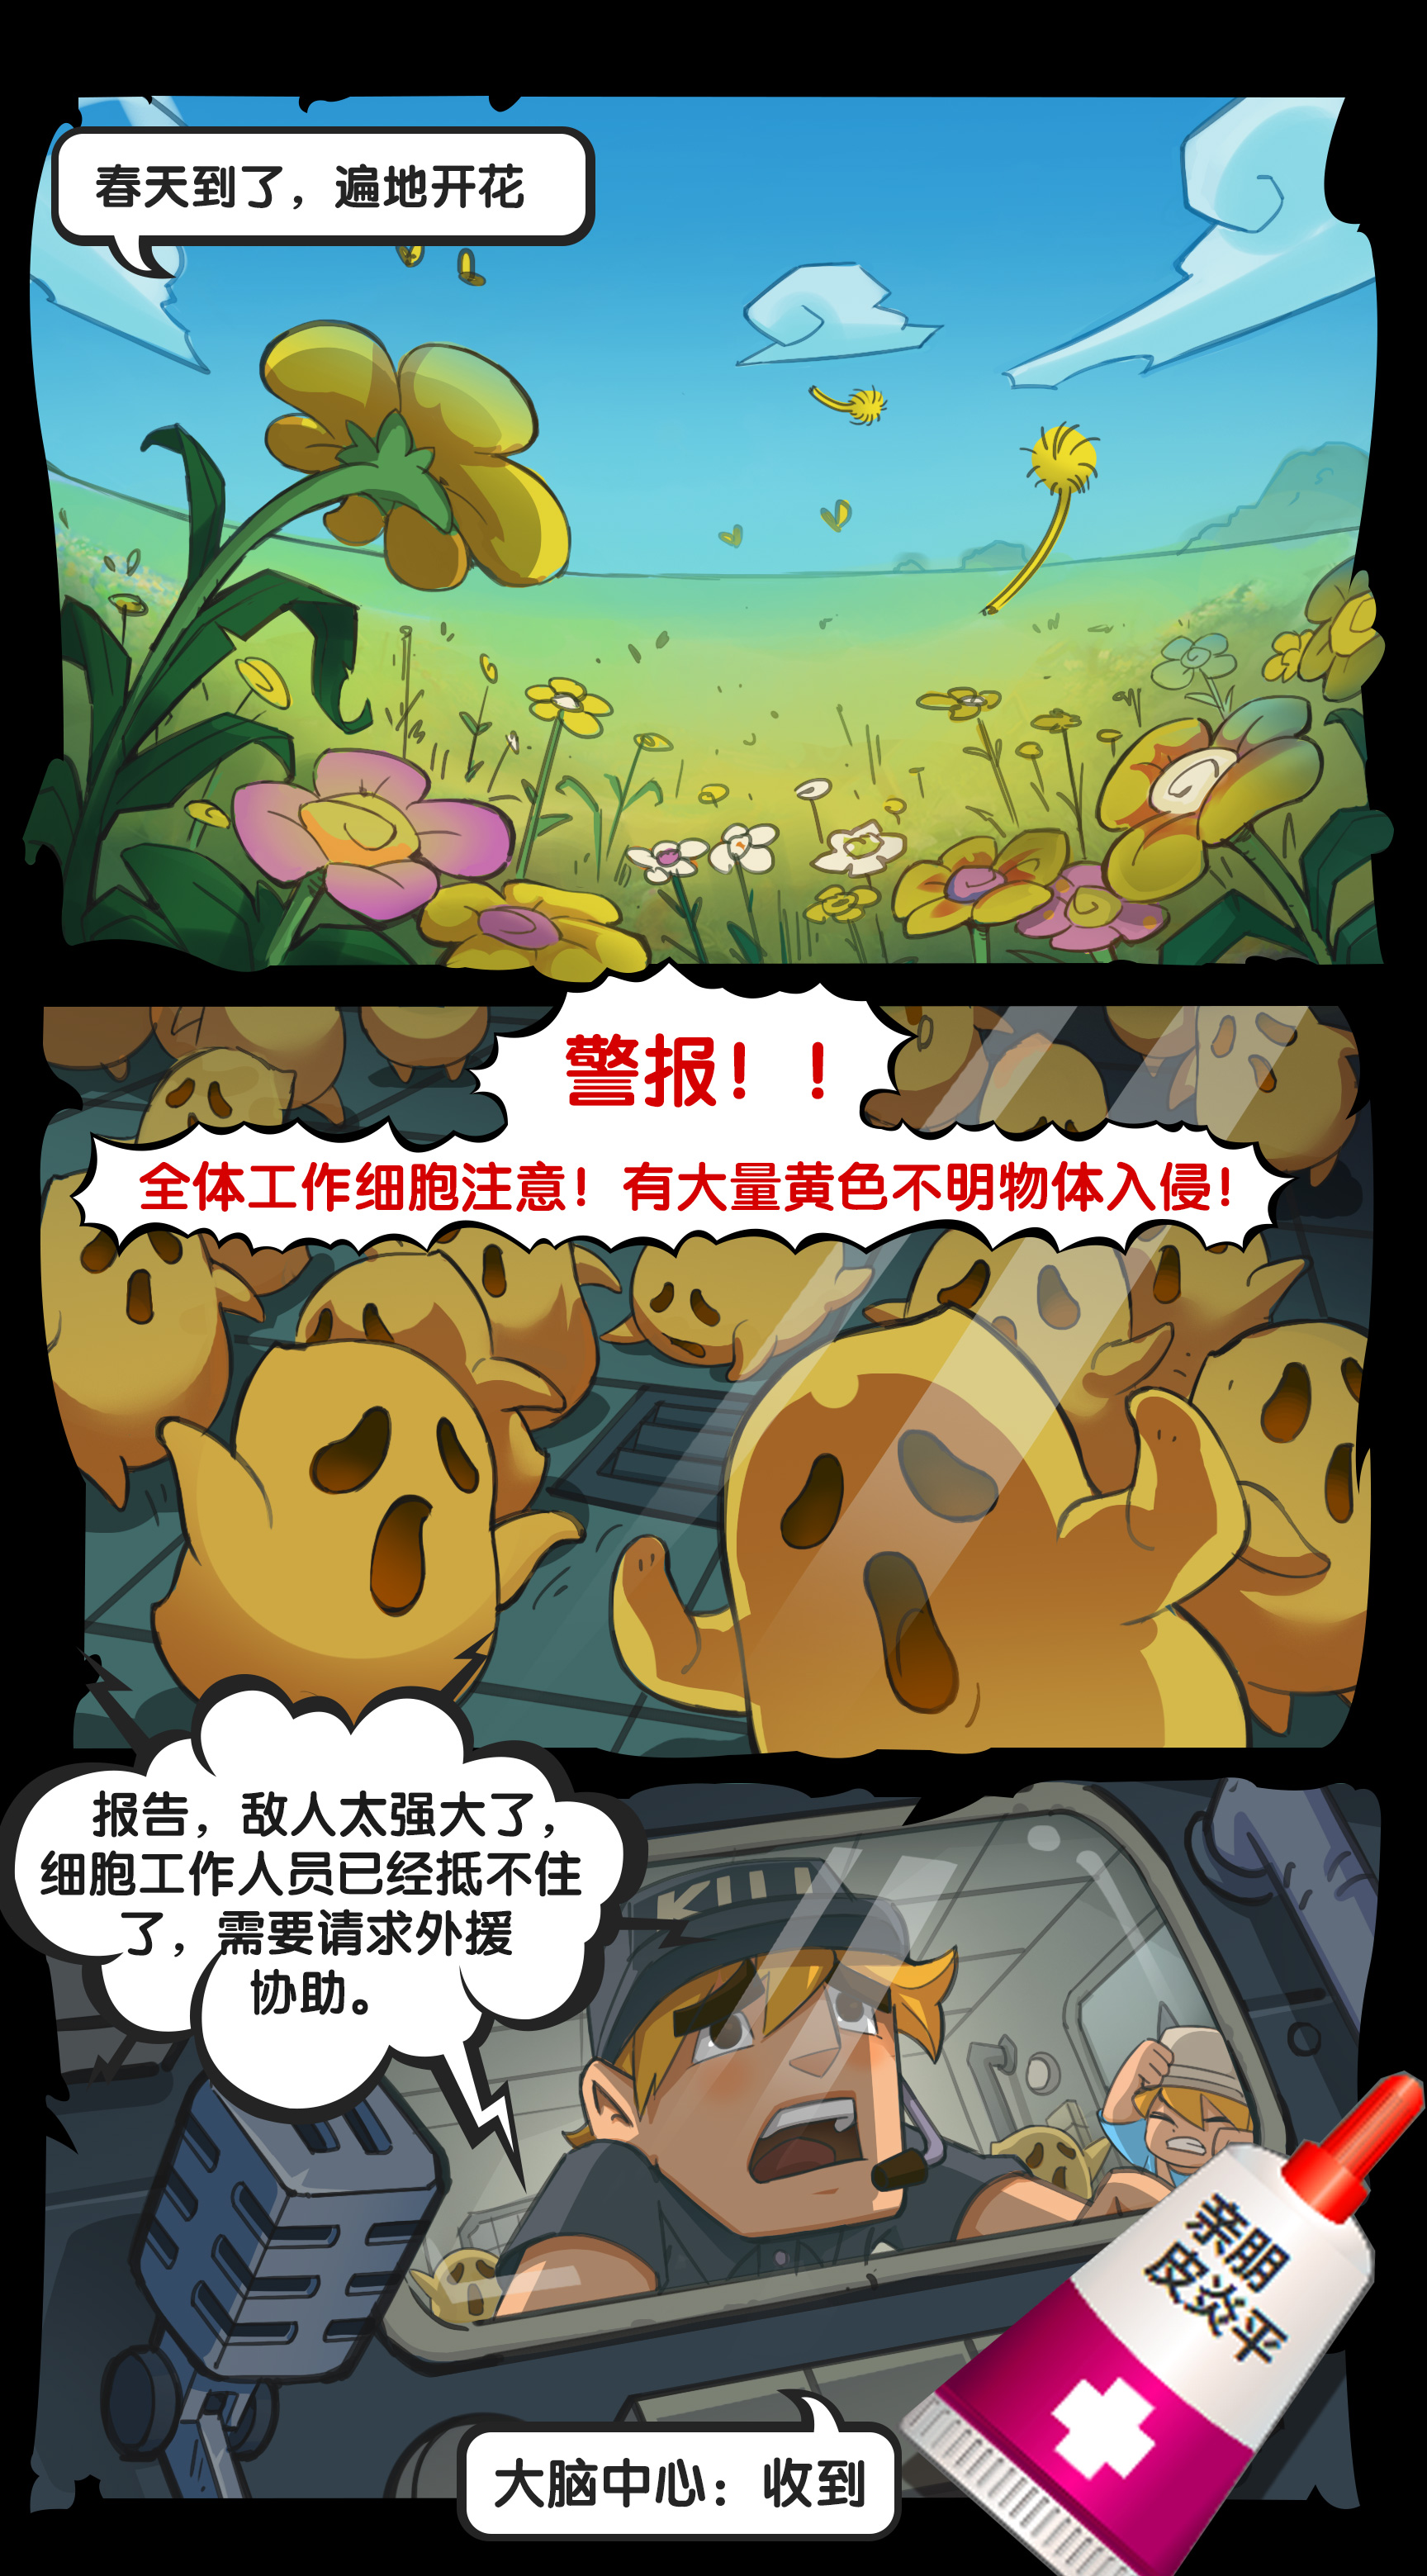 春天到了，遍地开花
警报！！
全体工作细胞注意！有大量黄色不明物体入侵！
报告，敌人太强大了，
细胞工作人员已经抵不住
了，需要请求外援
协助。
亲朋
皮炎平
大脑中心：收到